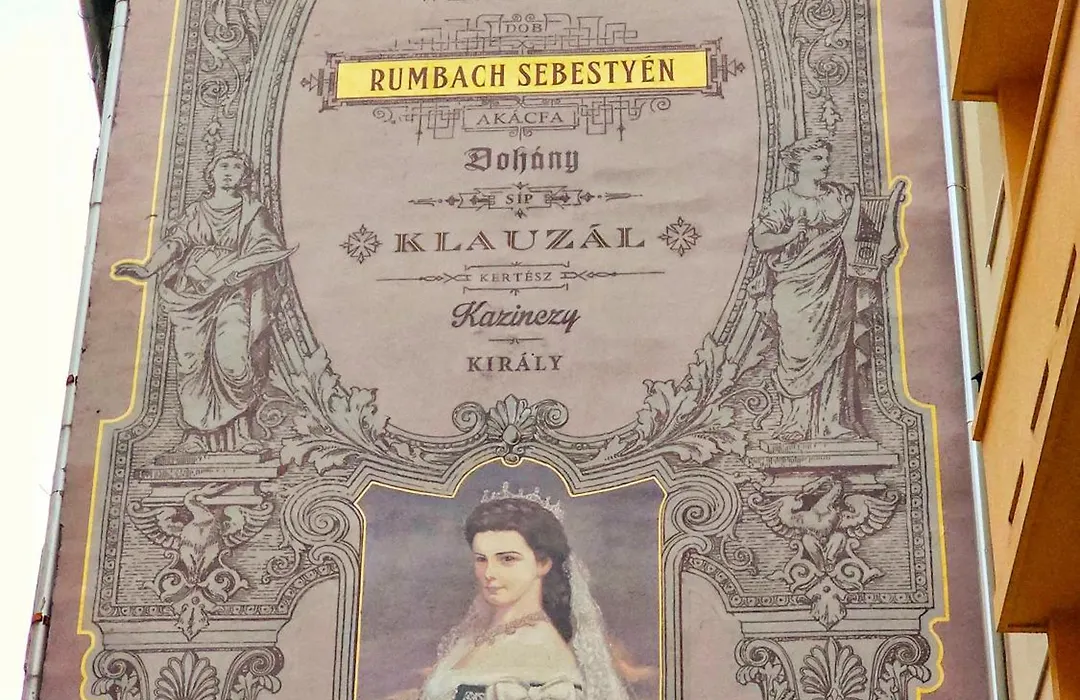 DOB
RUMBACH SEBESTYÉN
AKÁCFA
Dohány
SÍP
KLAUZÁL
KERTÉSZ
Kazinczy
KIRÁLY